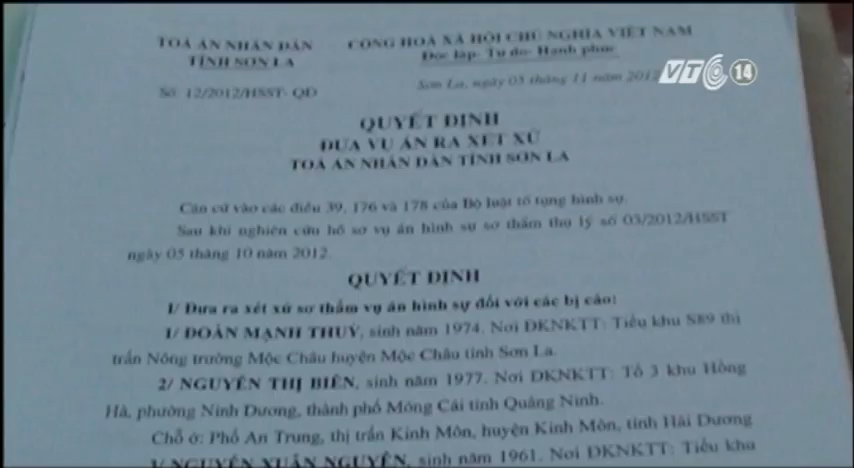 TOÀ ÁN NHÂN DÂN
TỈNH SƠN LA
Số: 12/2012/HSST- QĐ
CỘNG HOÀ XÃ HỘI CHỦ NGHĨA VIỆT NAM
Độc lập- Tự do- Hạnh phúc
Sơn La, ngày 05 tháng 11 năm 2012
VTC 14
QUYẾT ĐỊNH
ĐƯA VỤ ÁN RA XÉT XỬ
TOÀ ÁN NHÂN DÂN TỈNH SƠN LA
Căn cứ vào các điều 39, 176 và 178 của Bộ luật tố tụng hình sự.
Sau khi nghiên cứu hồ sơ vụ án hình sự sơ thẩm thụ lý số 03/2012/HSST
ngày 05 tháng 10 năm 2012.
QUYẾT ĐỊNH
1/ Đưa ra xét xử sơ thẩm vụ án hình sự đối với các bị cáo:
1/ ĐOÀN MẠNH THUỶ, sinh năm 1974. Nơi ĐKNKTT: Tiểu khu S89 thị
trấn Nông trường Mộc Châu huyện Mộc Châu tỉnh Sơn La.
2/ NGUYỄN THỊ BIÊN, sinh năm 1977. Nơi ĐKNKTT: Tổ 3 khu Hồng
Hà, phường Ninh Dương, thành phố Móng Cái tỉnh Quảng Ninh.
Chỗ ở: Phố An Trung, thị trấn Kinh Môn, huyện Kinh Môn, tỉnh Hải Dương
3/ NGUYỄN XUÂN NGUYÊN, sinh năm 1961. Nơi ĐKNKTT: Tiểu khu